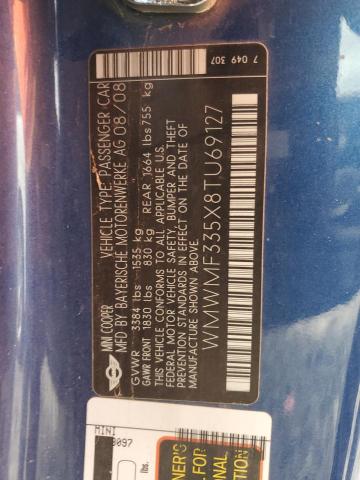 MINI COOPER VEHICLE TYPE: PASSENGER CAR
MFD BY BAYERISCHE MOTORENWERKE AG 08/08
GVWR 3384 lbs 1535 kg
GAWR FRONT 1830 lbs 830 kg REAR 1664 lbs 755 kg
THIS CONFORMS TO ALL APPLICABLE U.S.
FEDERAL MOTOR VEHICLE SAFETY, BUMPER AND THEFT
PREVENTION STANDARDS IN EFFECT ON THE DATE OF
MANUFACTURE SHOWN ABOVE.
WMWMF335X8TU69127
7 049 307
MINI
8097
lbs.
FOR